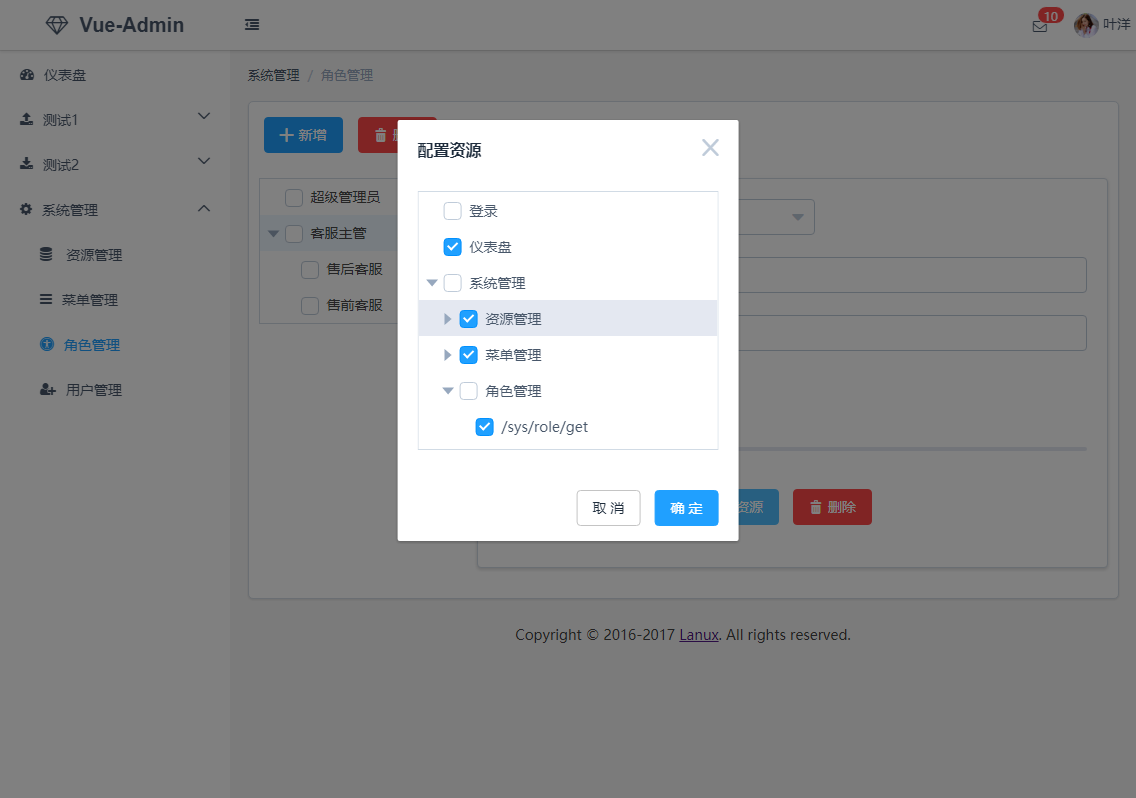 Vue-Admin
10
叶洋
仪表盘
测试1
测试2
系统管理
资源管理
菜单管理
角色管理
用户管理
系统管理 / 角色管理
新增
超级管理员
客服主管
售后客服
售前客服
配置资源
登录
仪表盘
系统管理
资源管理
菜单管理
角色管理
/sys/role/get
取 消
确 定
资源
删除
Copyright © 2016-2017 Lanux. All rights reserved.